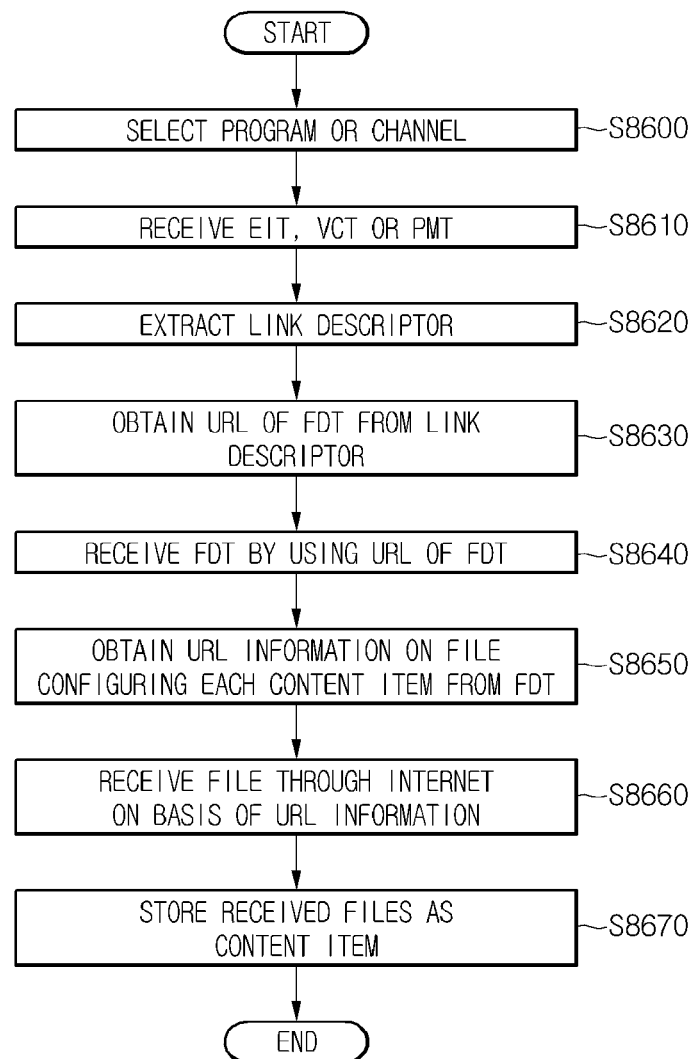 START
SELECT PROGRAM OR CHANNEL
S8600
RECEIVE EIT, VCT OR PMT
S8610
EXTRACT LINK DESCRIPTOR
S8620
OBTAIN URL OF FDT FROM LINK
DESCRIPTOR
S8630
RECEIVE FDT BY USING URL OF FDT
S8640
OBTAIN URL INFORMATION ON FILE
CONFIGURING EACH CONTENT ITEM FROM FDT
S8650
RECEIVE FILE THROUGH INTERNET
ON BASIS OF URL INFORMATION
S8660
STORE RECEIVED FILES AS
CONTENT ITEM
S8670
END